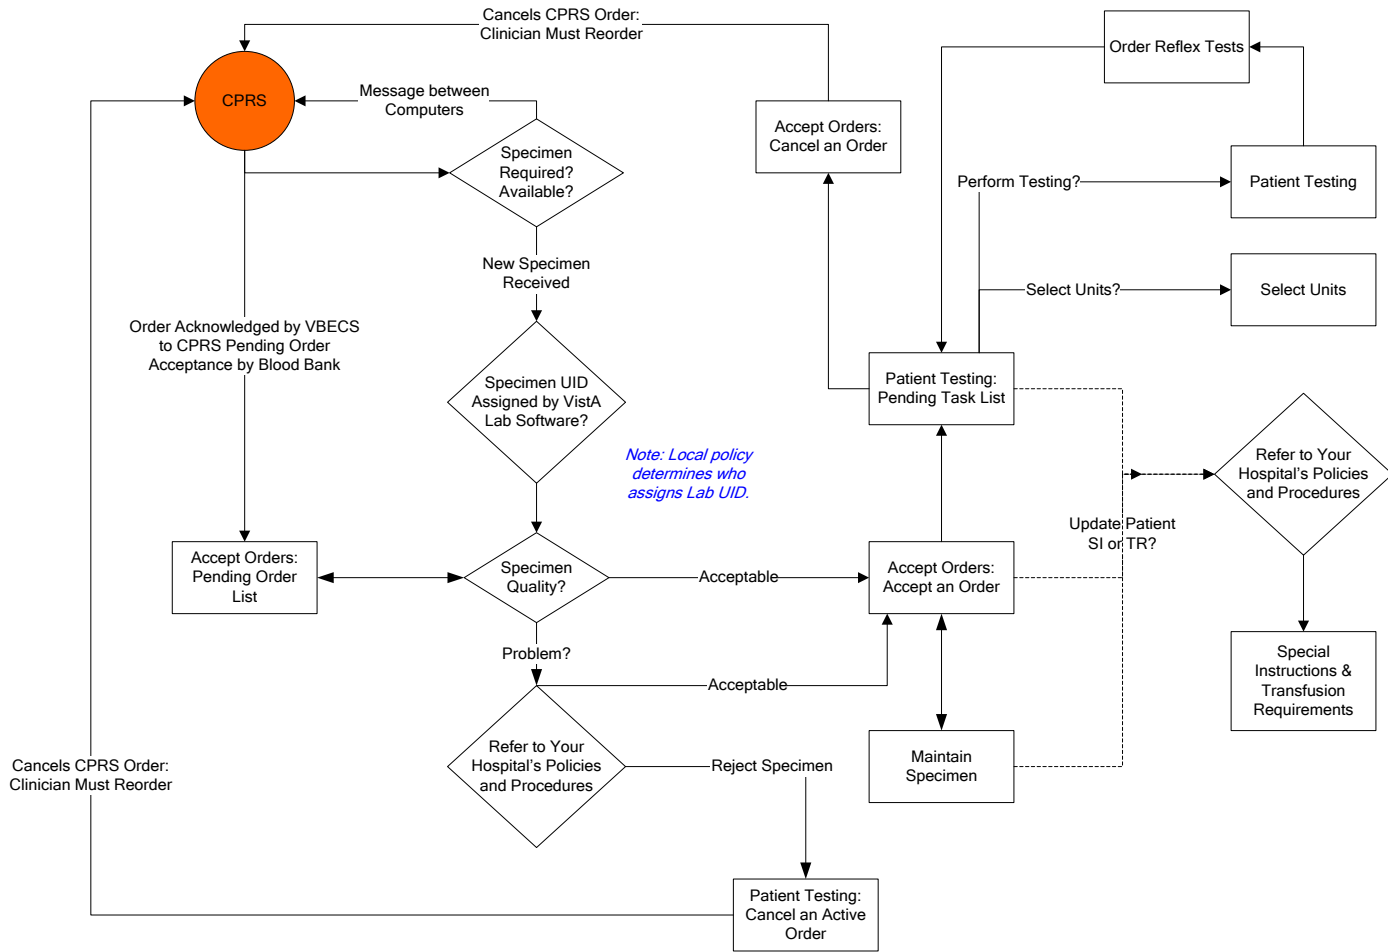 Cancels CPRS Order:
Clinician Must Reorder
Order Reflex Tests
CPRS
Message between
Computers
Accept Orders:
Cancel an Order
Specimen
Required?
Available?
Perform Testing?
Patient Testing
New Specimen
Received
Select Units?
Select Units
Order Acknowledged by VBECS
to CPRS Pending Order
Acceptance by Blood Bank
Specimen UID
Assigned by VistA
Lab Software?
Patient Testing:
Pending Task List
Note: Local policy
determines who
assigns Lab UID.
Refer to Your
Hospital's Policies
and Procedures
Update Patient
SI or TR?
Accept Orders:
Pending Order
List
Specimen
Quality?
Acceptable
Accept Orders:
Accept an Order
Problem?
Acceptable
Special
Instructions &
Transfusion
Requirements
Refer to Your
Hospital's Policies
and Procedures
Reject Specimen
Maintain
Specimen
Cancels CPRS Order:
Clinician Must Reorder
Patient Testing:
Cancel an Active
Order